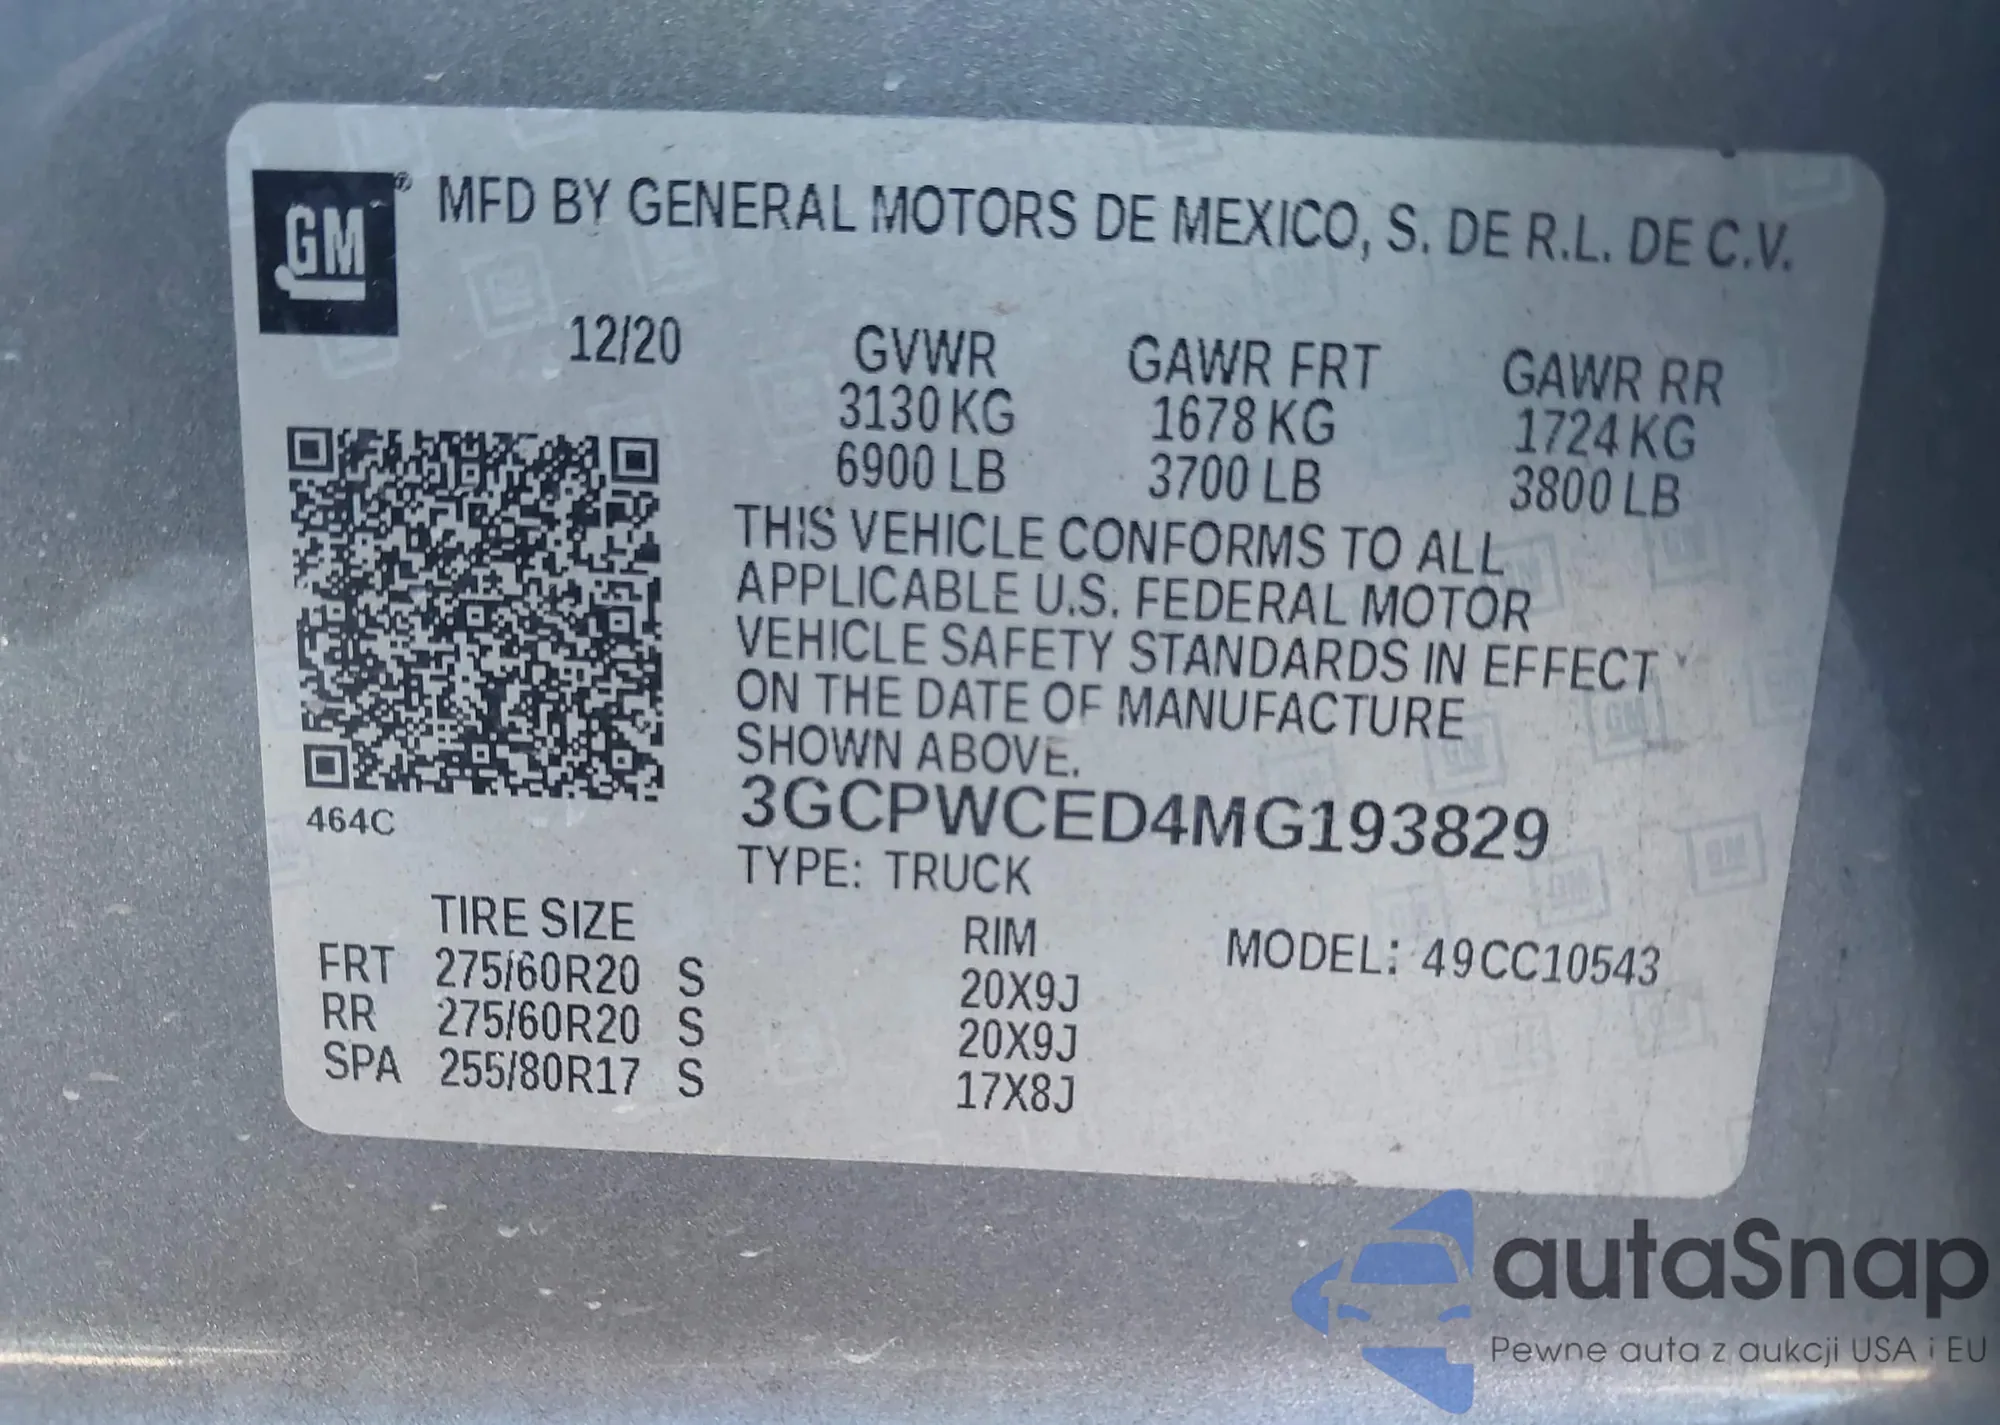 GM® MFD BY GENERAL MOTORS DE MEXICO, S. DE R.L. DE C.V.
12/20 GVWR GAWR FRT GAWR RR
3130 KG 1678 KG 1724 KG
6900 LB 3700 LB 3800 LB
THIS VEHICLE CONFORMS TO ALL
APPLICABLE U.S. FEDERAL MOTOR
VEHICLE SAFETY STANDARDS IN EFFECT
ON THE DATE OF MANUFACTURE
SHOWN ABOVE.
3GCPWCED4MG193829
464C
TYPE: TRUCK
TIRE SIZE RIM MODEL: 49CC10543
FRT 275/60R20 S 20X9J
RR 275/60R20 S 20X9J
SPA 255/80R17 S 17X8J
autaSnap
Pewne auta z aukcji USA i EU